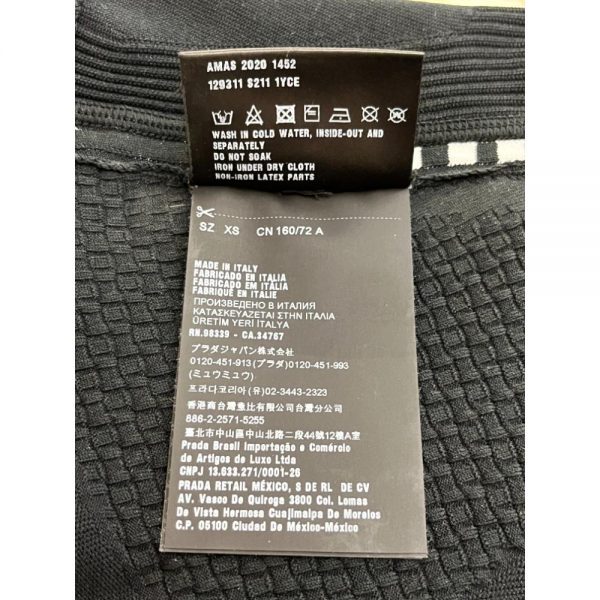 AMAS 2020 1452
129311 S211 1YCE
WASH IN COLD WATER, INSIDE-OUT AND
SEPARATELY
DO NOT SOAK
IRON UNDER DRY CLOTH
NON-IRON LATEX PARTS
SZ XS CN 160/72 A
MADE IN ITALY
FABRICADO EN ITALIA
FABRICADO EM ITÁLIA
FABRIQUÉ EN ITALIE
ПРОИЗВЕДЕНО В ИТАЛИЯ
ΚΑΤΑΣΚΕΥΑΖΕΤΑΙ ΣΤΗΝ ΙΤΑΛΙΑ
ÜRETİM YERİ İTALYA
RN.98339 - CA.34767
プラダジャパン株式会社
0120-451-913 (プラダ) 0120-451-993
(ミュウミュウ)
프라다코리아 (유) 02-3443-2323
香港商台灣普比有限公司台灣分公司
886-2-2571-5255
臺北市中山區中山北路二段44號12樓A
Prada Brasil Importação e Comércio
de Artigos de Luxo Ltda
CNPJ 13.633.271/0001-26
PRADA RETAIL MÉXICO, S DE RL DE CV
AV. Vasco De Quiroga 3800 Col. Lomas
De Vista Hermosa Cuajimalpa De Morelos
C.P. 05100 Ciudad De México-México